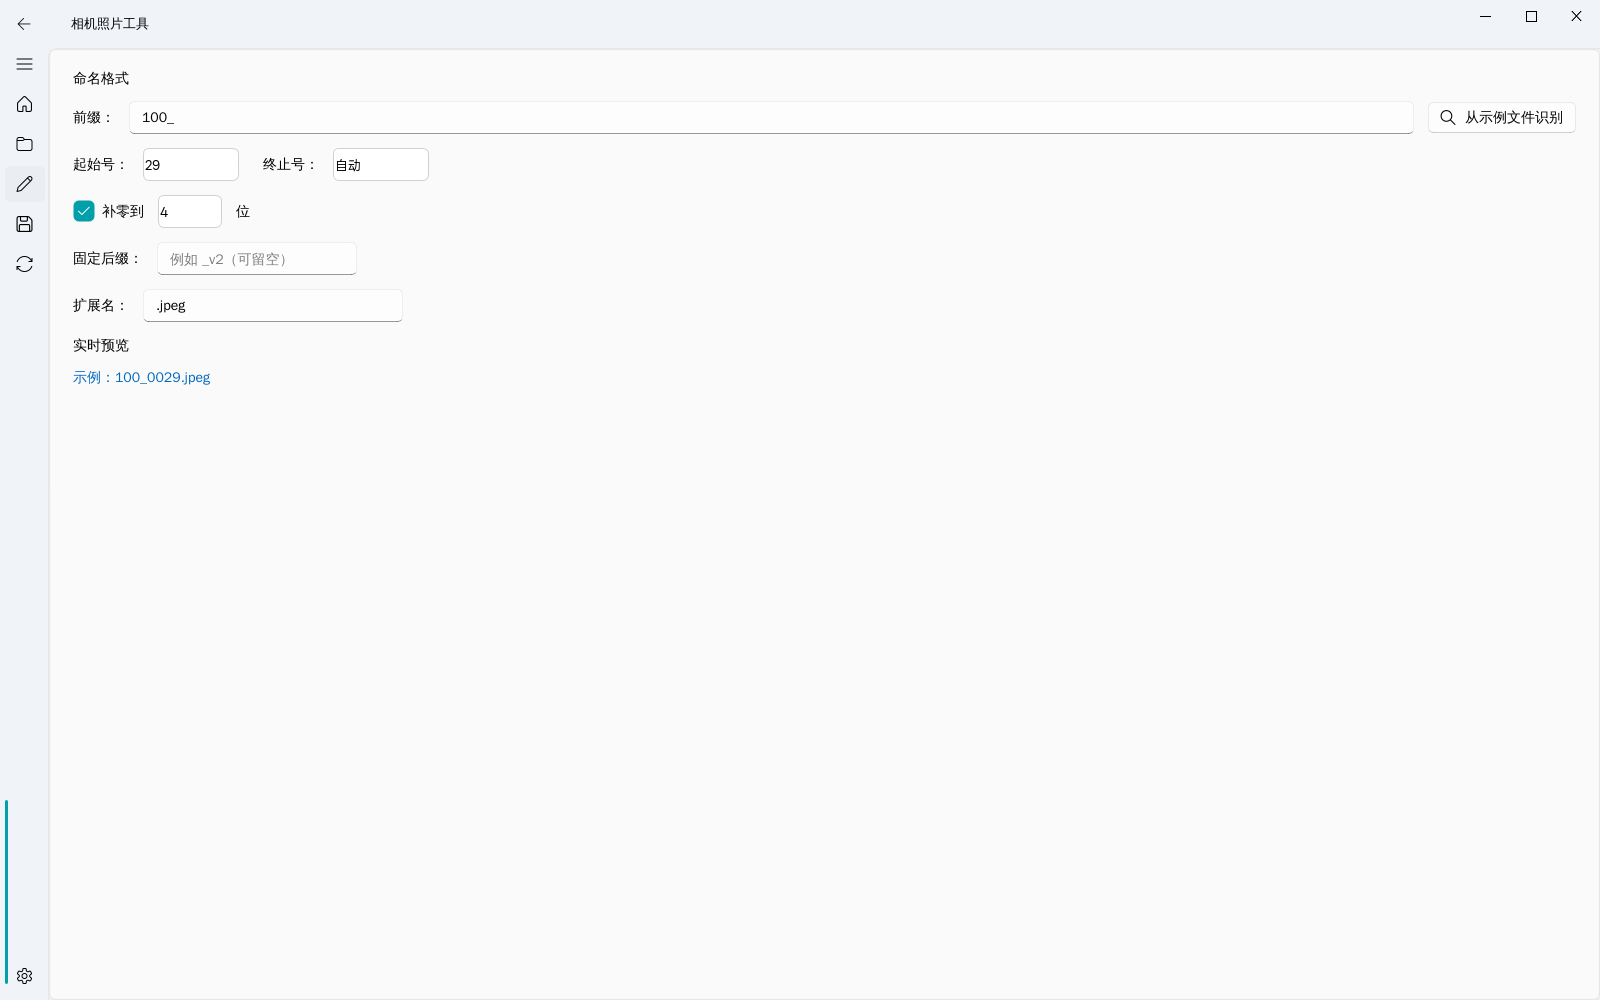 相机照片工具
命名格式
前缀： 100_ 从示例文件识别
起始号： 29 终止号： 自动
补零到 4 位
固定后缀： 例如 _v2（可留空）
扩展名： .jpeg
实时预览
示例：100_0029.jpeg